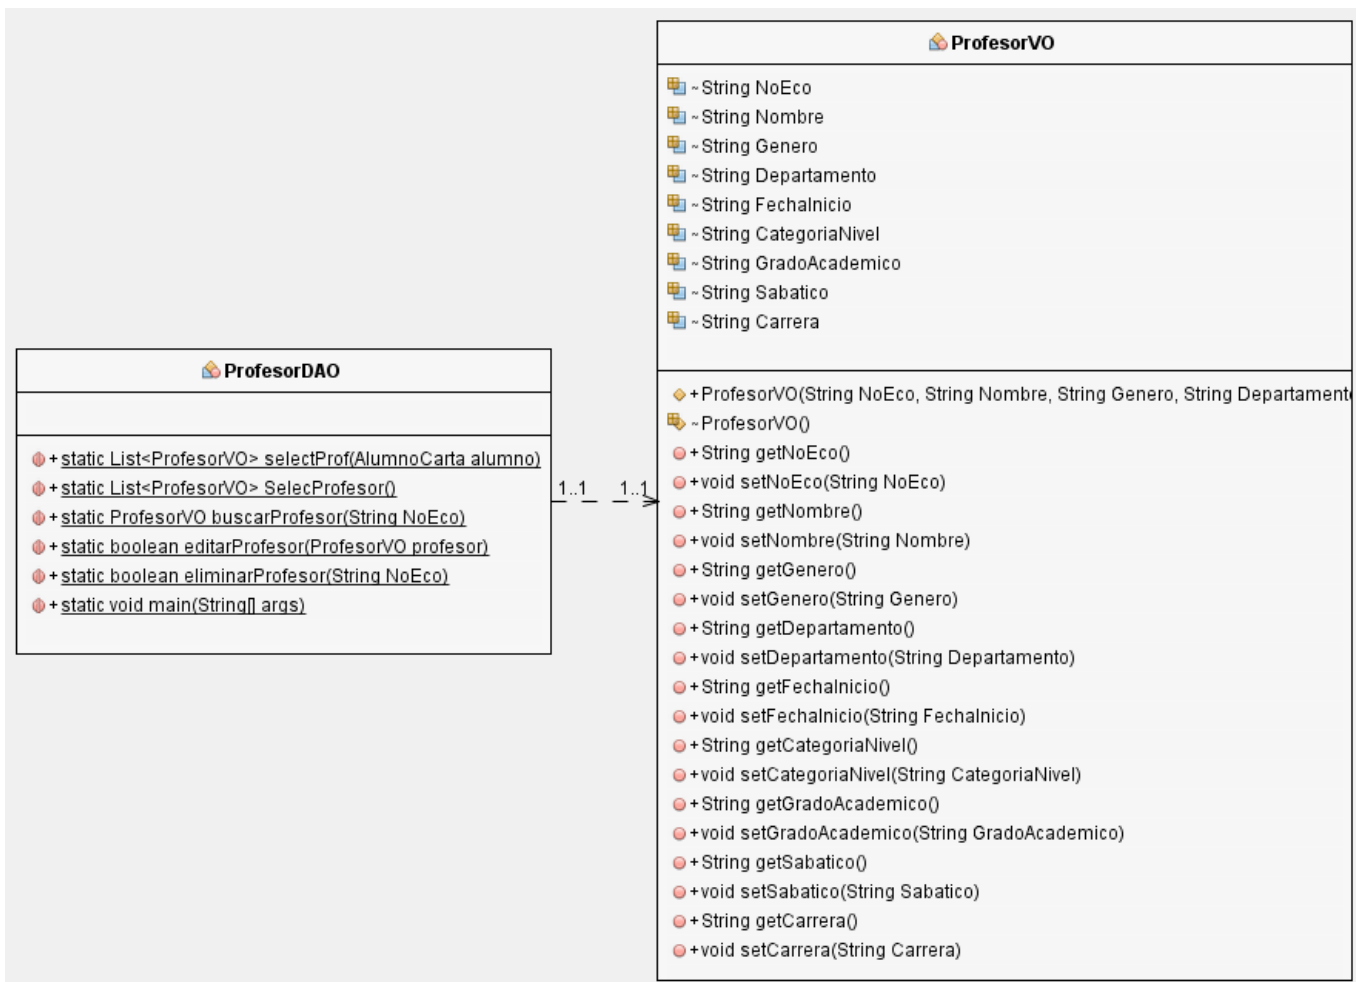 ProfesorVO
~String NoEco
~String Nombre
~String Genero
~String Departamento
~String FechaInicio
~String CategoriaNivel
~String GradoAcademico
~String Sabatico
~String Carrera
+ProfesorVO(String NoEco, String Nombre, String Genero, String Departamento
~ProfesorVO()
+String getNoEco()
+void setNoEco(String NoEco)
+String getNombre()
+void setNombre(String Nombre)
+String getGenero()
+void setGenero(String Genero)
+String getDepartamento()
+void setDepartamento(String Departamento)
+String getFechaInicio()
+void setFechaInicio(String FechaInicio)
+String getCategoriaNivel()
+void setCategoriaNivel(String CategoriaNivel)
+String getGradoAcademico()
+void setGradoAcademico(String GradoAcademico)
+String getSabatico()
+void setSabatico(String Sabatico)
+String getCarrera()
+void setCarrera(String Carrera)
ProfesorDAO
+static List<ProfesorVO> selectProf(AlumnoCarta alumno)
+static List<ProfesorVO> SelecProfesor()
+static ProfesorVO buscarProfesor(String NoEco)
+static boolean editarProfesor(ProfesorVO profesor)
+static boolean eliminarProfesor(String NoEco)
+static void main(String[] args)
1..1 1..1